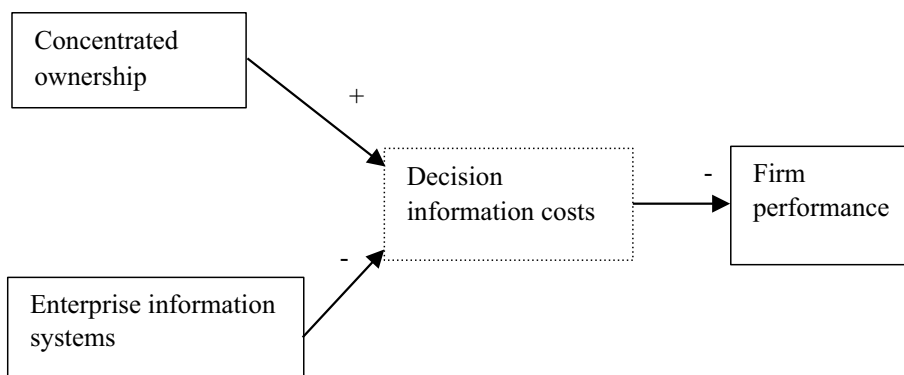 Concentrated
ownership
+
Decision
information costs
-
Firm
performance
-
Enterprise information
systems